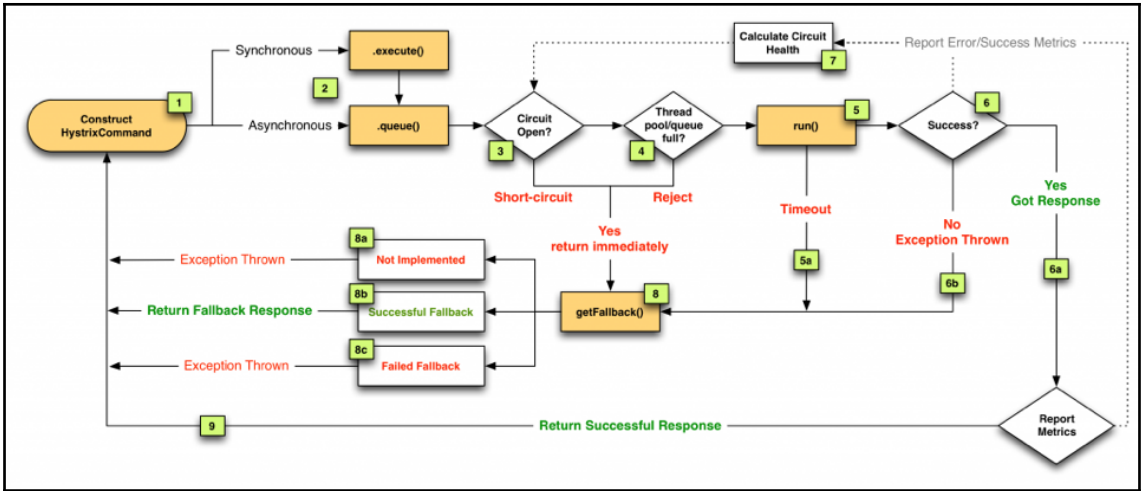 Synchronous
.execute()
Calculate Circuit
Health
7
Report Error/Success Metrics
1
Construct
HystrixCommand
2
Asynchronous
.queue()
Circuit
Open?
3
Thread
pool/queue
full?
4
run()
5
Success?
6
Short-circuit
Reject
Yes
return immediately
Timeout
5a
No
Exception Thrown
6b
Yes
Got Response
6a
8a
Exception Thrown
Not Implemented
8b
Return Fallback Response
Successful Fallback
8
getFallback()
8c
Exception Thrown
Failed Fallback
9
Return Successful Response
Report
Metrics